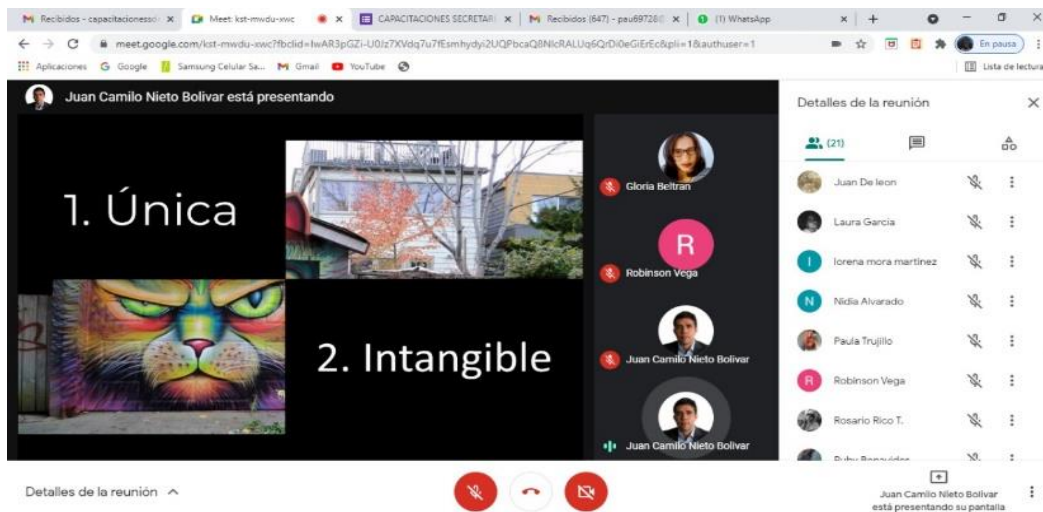 Recibidos - capacitacionessdi
Meet: kst-mwdu-xwc
CAPACITACIONES SECRETARI
Recibidos (647) - pau69728@
(1) WhatsApp
meet.google.com/kst-mwdu-xwc?fbclid=
&pli=1&authuser=1
En pausa
Aplicaciones
Google
Samsung Celular Sa...
Gmail
YouTube
Lista de lectura
Juan Camilo Nieto Bolivar está presentando
1. Única
2. Intangible
Gloria Beltran
R
Robinson Vega
Juan Camilo Nieto Bolivar
Juan Camilo Nieto Bolivar
Detalles de la reunión
(21)
Juan De leon
Laura Garcia
l
lorena mora martinez
N
Nidia Alvarado
Paula Trujillo
R
Robinson Vega
Rosario Rico T.
Ruby Benavides
Detalles de la reunión
Juan Camilo Nieto Bolivar
está presentando su pantalla